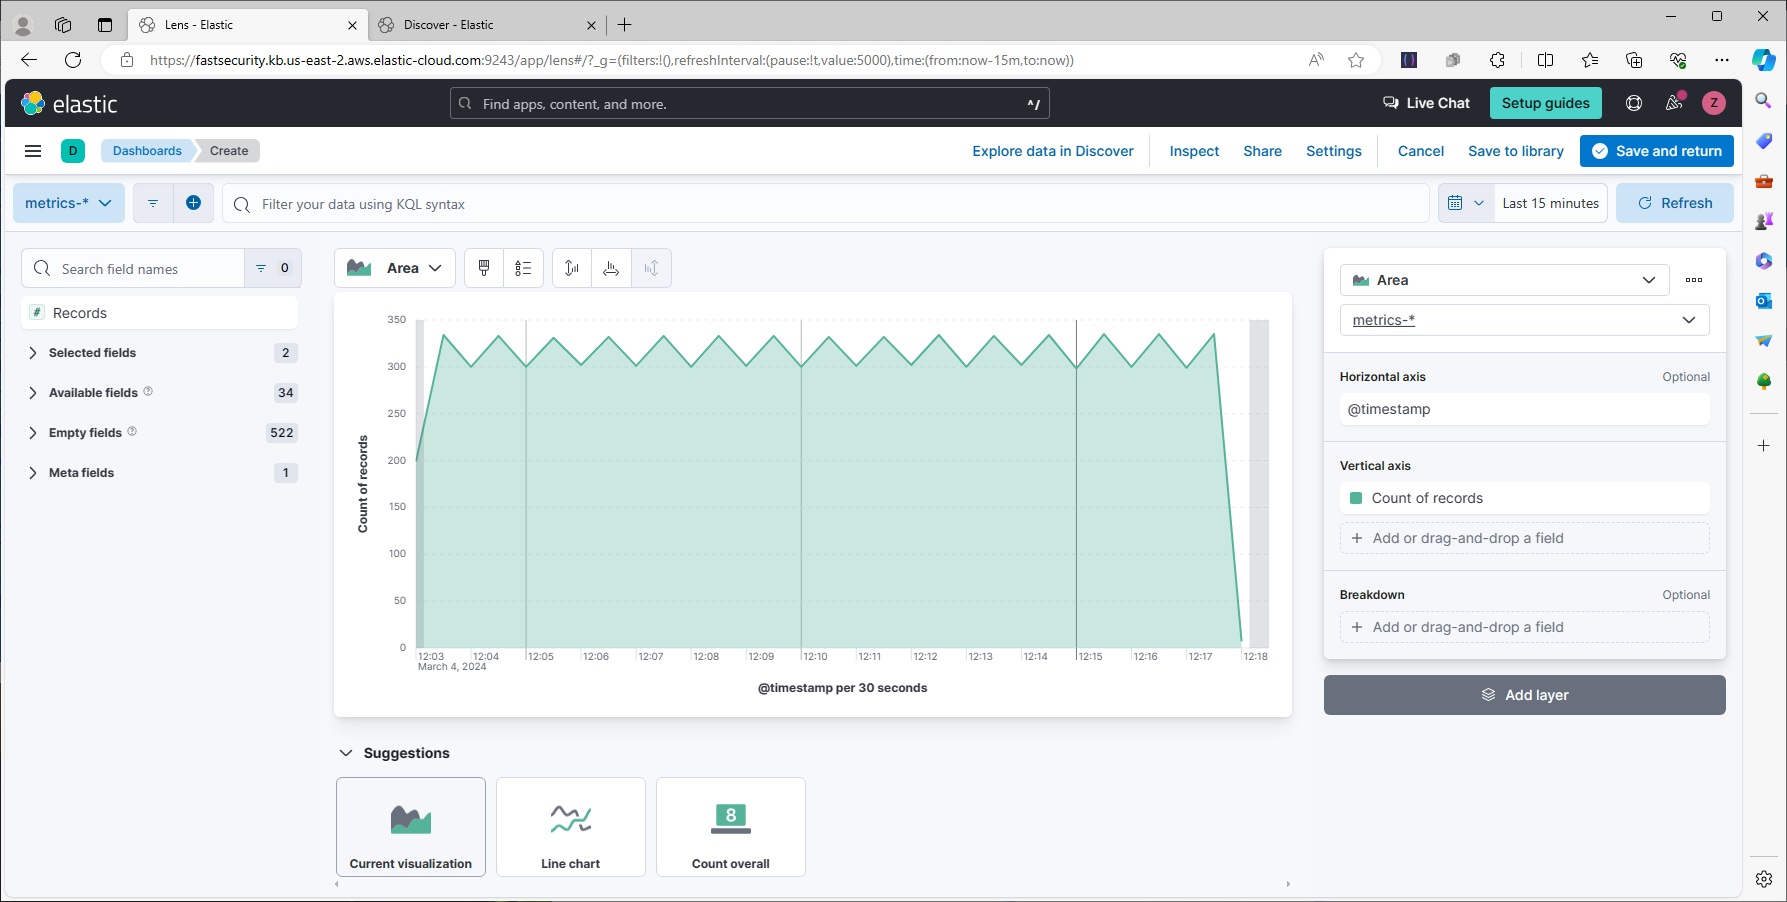 Lens - Elastic
Discover - Elastic
https://fastsecurity.kb.us-east-2.aws.elastic-cloud.com:9243/app/lens#/?_g=(filters:!(),refreshInterval:(pause:!t,value:5000),time:(from:now-15m,to:now))
elastic
Find apps, content, and more.
^/
Live Chat
Setup guides
Z
D
Dashboards
Create
Explore data in Discover
Inspect
Share
Settings
Cancel
Save to library
Save and return
metrics-*
Filter your data using KQL syntax
Last 15 minutes
Refresh
Search field names
0
# Records
Selected fields 2
Available fields 34
Empty fields 522
Meta fields 1
Area
350
300
250
200
150
100
50
0
Count of records
12:03 12:04 12:05 12:06 12:07 12:08 12:09 12:10 12:11 12:12 12:13 12:14 12:15 12:16 12:17 12:18
March 4, 2024
@timestamp per 30 seconds
Suggestions
Current visualization
Line chart
8
Count overall
Area
metrics-*
Horizontal axis Optional
@timestamp
Vertical axis
Count of records
Add or drag-and-drop a field
Breakdown Optional
Add or drag-and-drop a field
Add layer